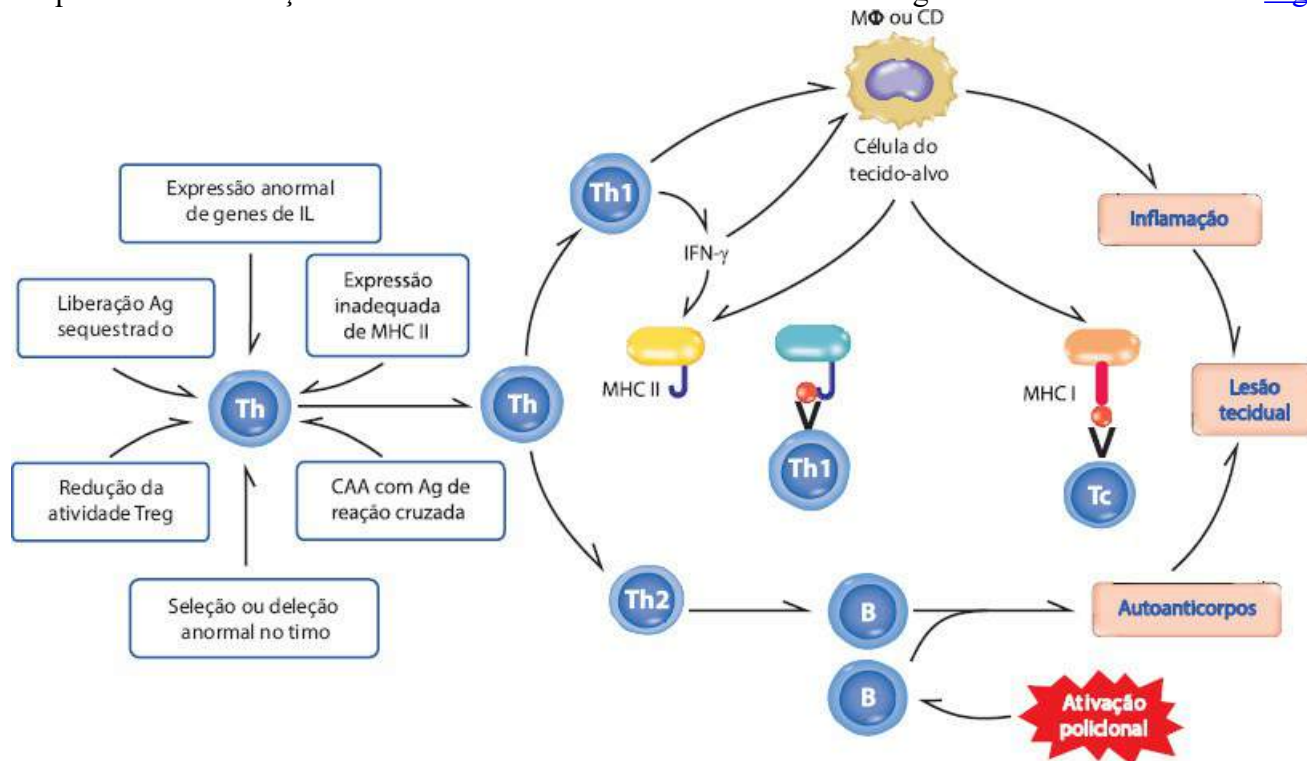 MΦ ou CD
Célula do
tecido-alvo
Th1
IFN-γ
Expressão anormal
de genes de IL
Liberação Ag
sequestrado
Expressão
inadequada
de MHC II
Th
Th
Redução da
atividade Treg
CAA com Ag de
reação cruzada
Seleção ou deleção
anormal no timo
MHC II
Th1
MHC I
Tc
Inflamação
Lesão
tecidual
Th2
B
B
Autoanticorpos
Ativação
policional